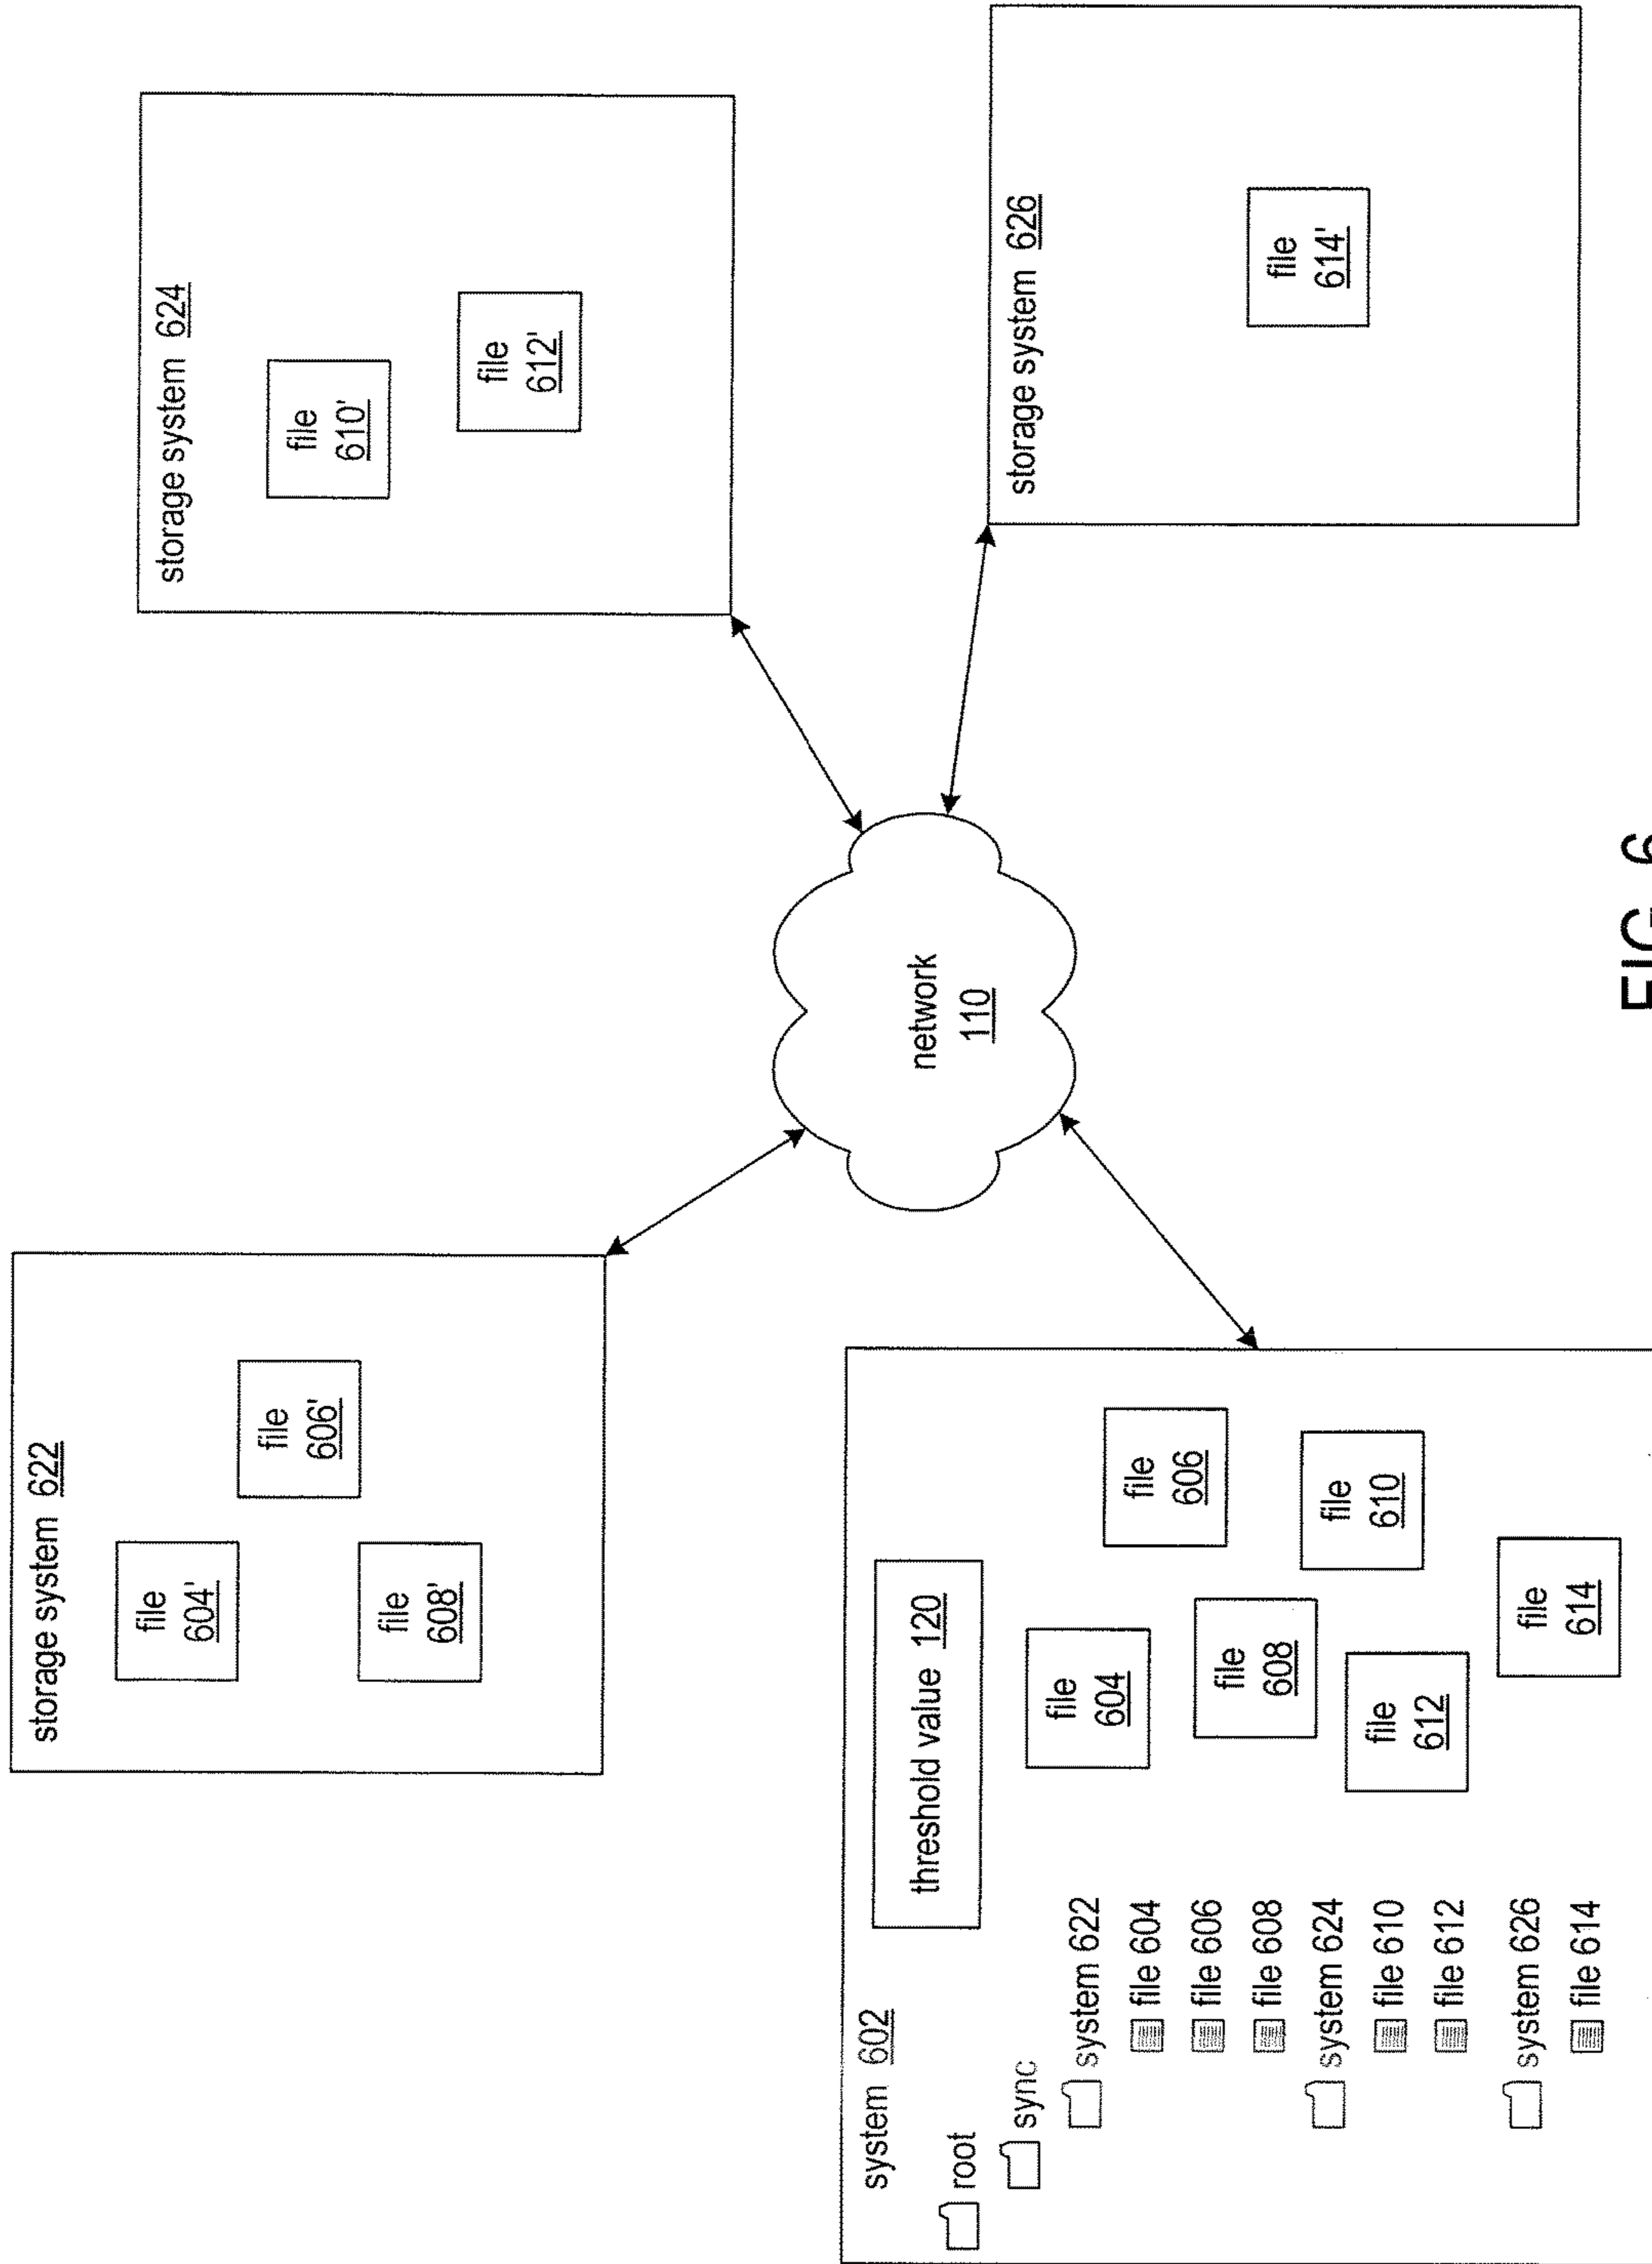 storage system 622
file
604'
file
606'
file
608'
storage system 624
file
610'
file
612'
system 602
threshold value 120
root
sync
system 622
file 604
file 606
file 608
system 624
file 610
file 612
system 626
file 614
file
604
file
606
file
608
file
610
file
612
file
614
network
110
storage system 626
file
614'
FIG. 6